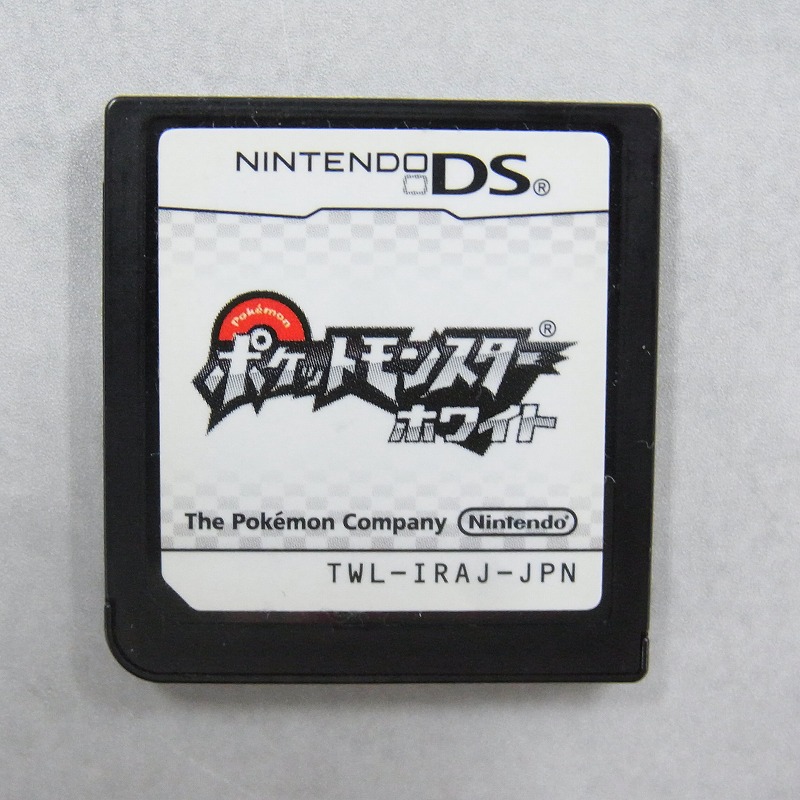 NINTENDO DS®
Pokémon
ポケットモンスター®
ホワイト
The Pokémon Company Nintendo®
TWL-IRAJ-JPN